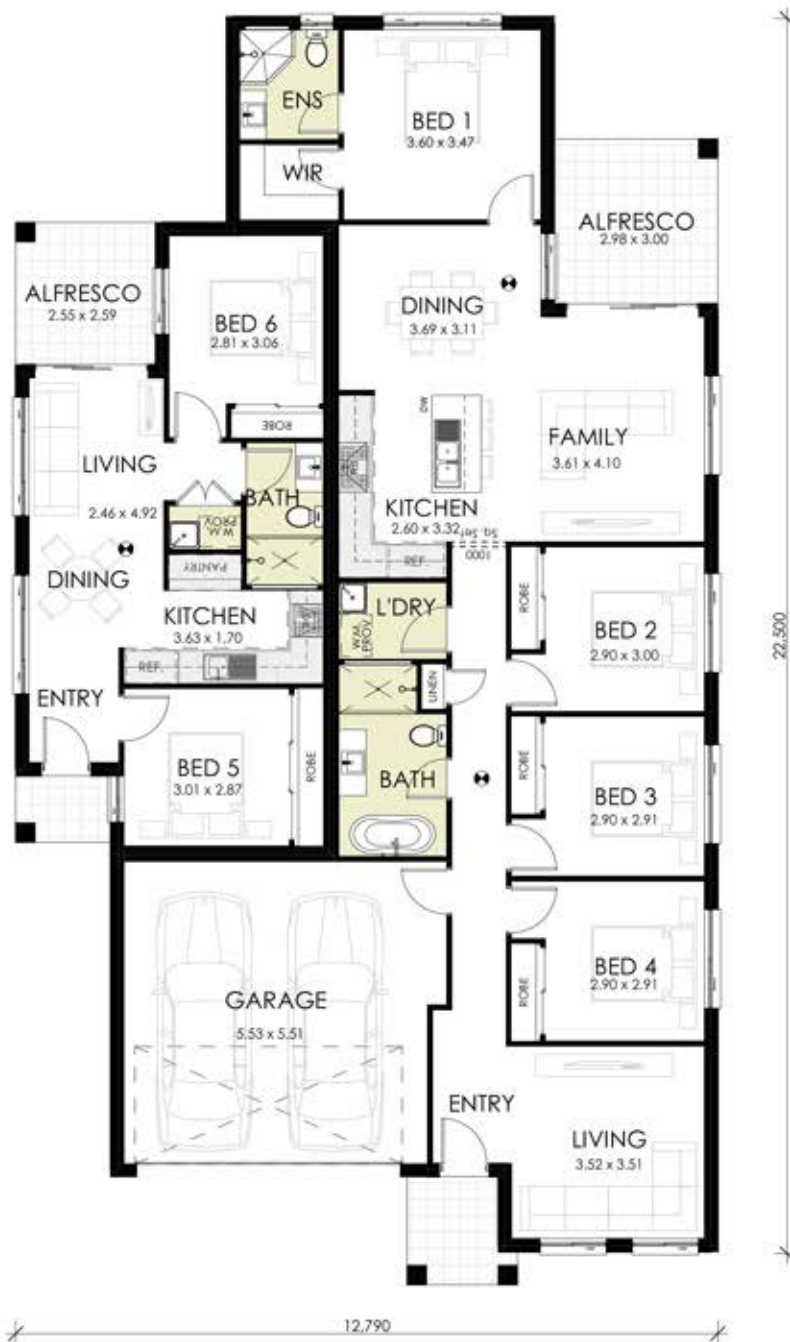 ENS
BED 1
3.60 x 3.47
WIR
ALFRESCO
2.98 x 3.00
ALFRESCO
2.55 x 2.59
BED 6
2.81 x 3.06
ROBE
DINING
3.69 x 3.11
DW
FAMILY
3.61 x 4.10
KITCHEN
2.60 x 3.32
Sq. Set
1000
REF.
LIVING
2.46 x 4.92
BATH
W.M.
PROV.
PANTRY
DINING
KITCHEN
3.63 x 1.70
REF.
ENTRY
L'DRY
W.M.
PROV.
LINEN
ROBE
BED 2
2.90 x 3.00
22,500
BED 5
3.01 x 2.87
ROBE
BATH
ROBE
BED 3
2.90 x 2.91
BED 4
2.90 x 2.91
ROBE
GARAGE
5.53 x 5.51
ENTRY
LIVING
3.52 x 3.51
12,790